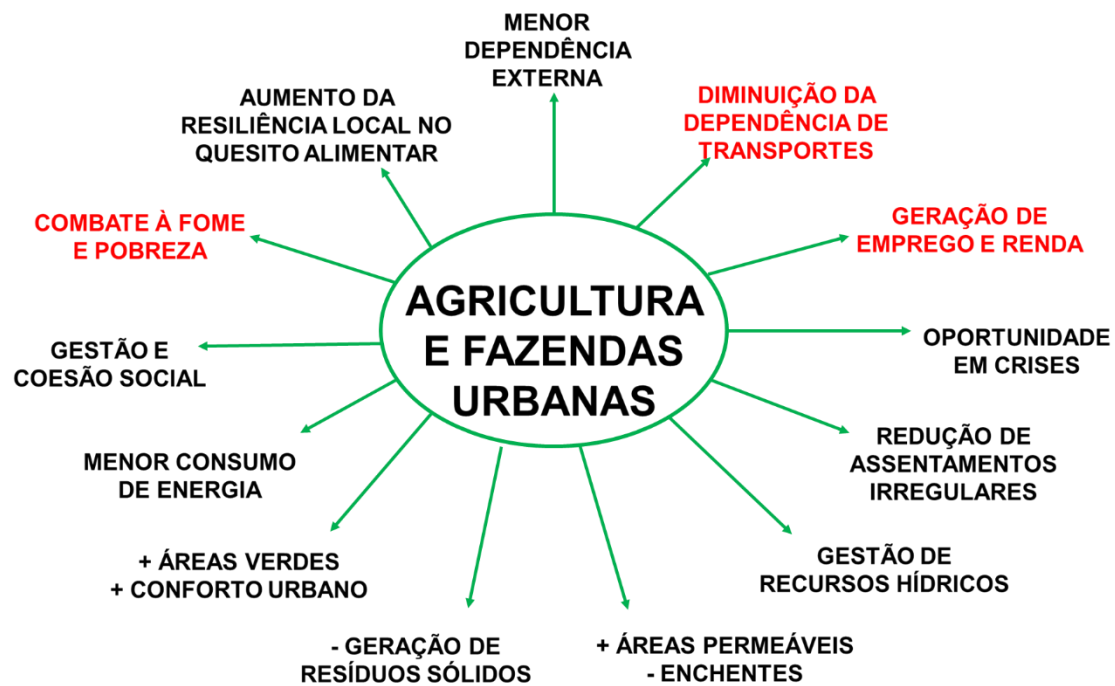 MENOR
DEPENDÊNCIA
EXTERNA
AUMENTO DA
RESILIÊNCIA LOCAL NO
QUESITO ALIMENTAR
DIMINUIÇÃO DA
DEPENDÊNCIA DE
TRANSPORTES
COMBATE À FOME
E POBREZA
GERAÇÃO DE
EMPREGO E RENDA
AGRICULTURA
E FAZENDAS
URBANAS
GESTÃO E
COESÃO SOCIAL
OPORTUNIDADE
EM CRISES
MENOR CONSUMO
DE ENERGIA
REDUÇÃO DE
ASSENTAMENTOS
IRREGULARES
+ ÁREAS VERDES
+ CONFORTO URBANO
GESTÃO DE
RECURSOS HÍDRICOS
- GERAÇÃO DE
RESÍDUOS SÓLIDOS
+ ÁREAS PERMEÁVEIS
- ENCHENTES